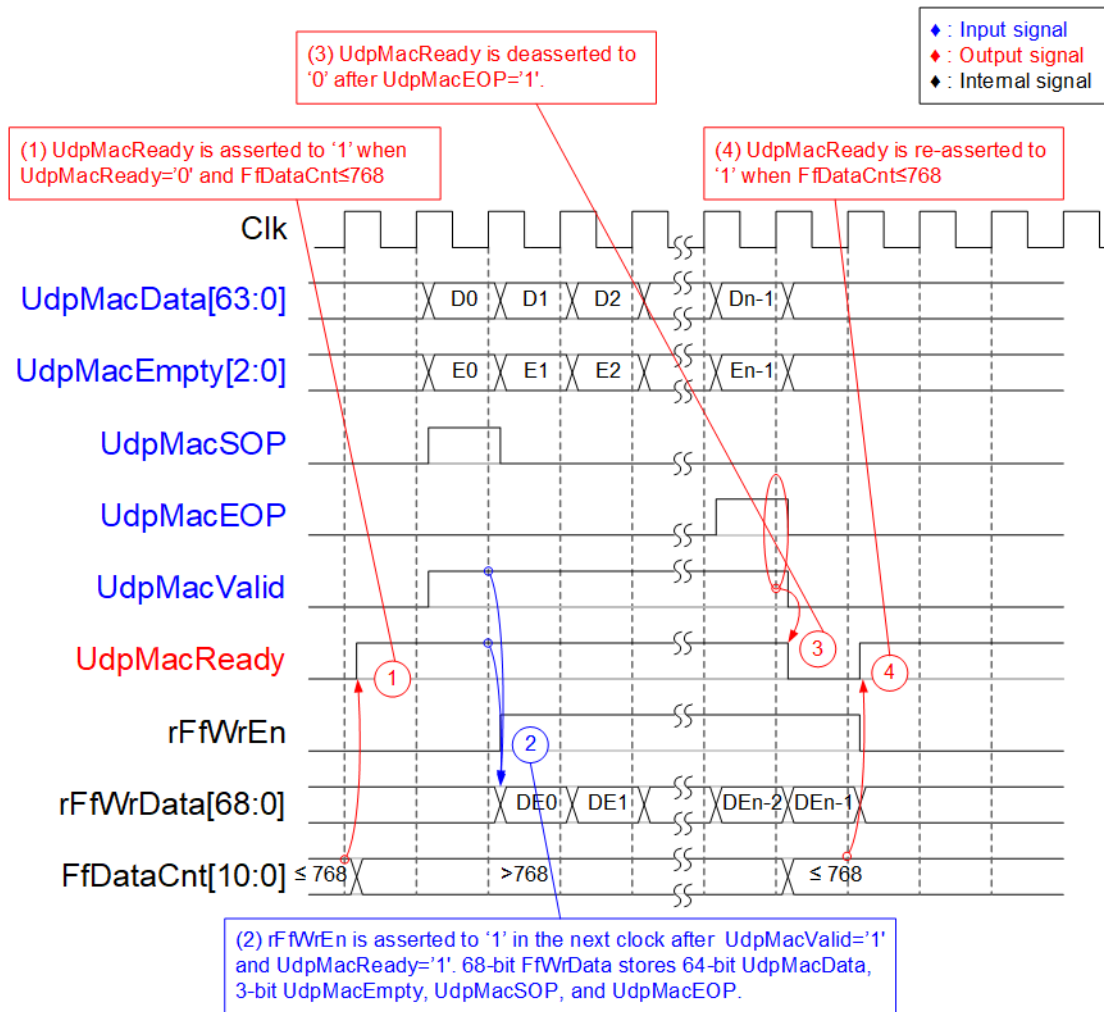 ♦ : Input signal
♦ : Output signal
♦ : Internal signal
(3) UdpMacReady is deasserted to
‘0’ after UdpMacEOP=’1’.
(1) UdpMacReady is asserted to ‘1’ when
UdpMacReady=’0’ and FfDataCnt≤768
(4) UdpMacReady is re-asserted to
‘1’ when FfDataCnt≤768
Clk
UdpMacData[63:0]
D0
D1
D2
Dn-1
UdpMacEmpty[2:0]
E0
E1
E2
En-1
UdpMacSOP
UdpMacEOP
UdpMacValid
UdpMacReady
1
3
4
rFfWrEn
2
rFfWrData[68:0]
DE0
DE1
DEn-2
DEn-1
FfDataCnt[10:0]
≤ 768
>768
≤ 768
(2) rFfWrEn is asserted to ‘1’ in the next clock after UdpMacValid=’1’
and UdpMacReady=’1’. 68-bit FfWrData stores 64-bit UdpMacData,
3-bit UdpMacEmpty, UdpMacSOP, and UdpMacEOP.